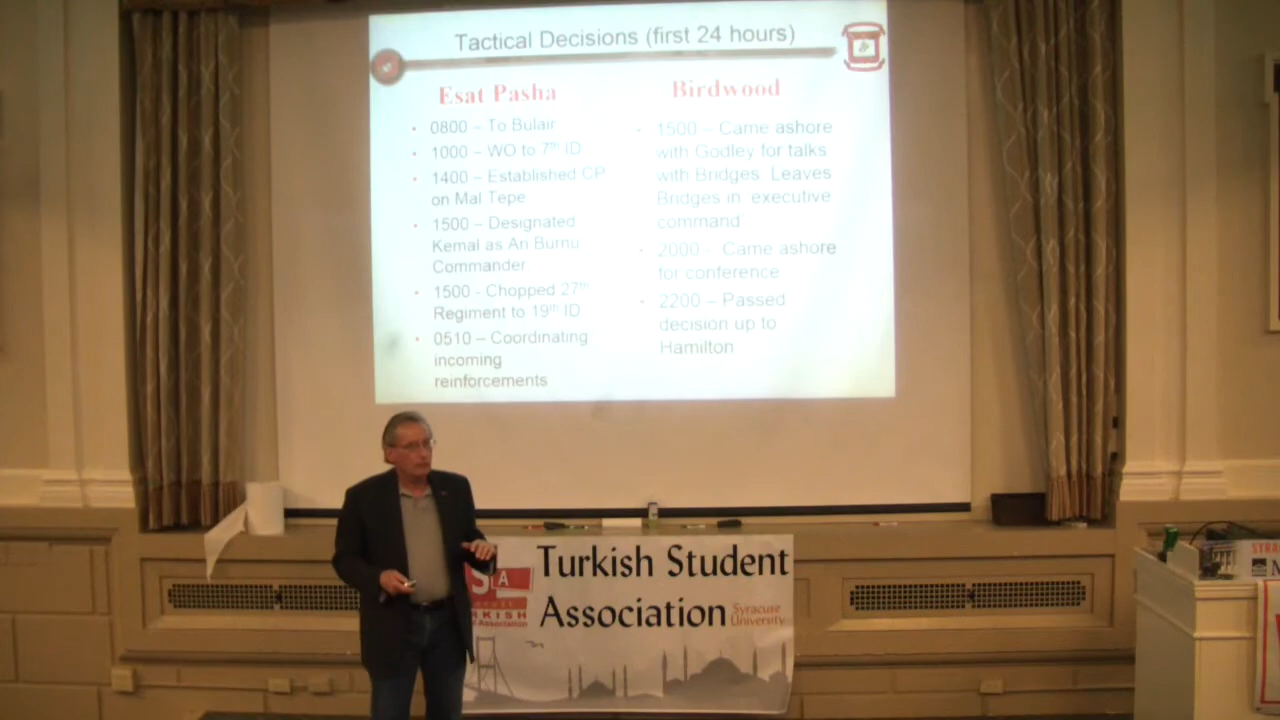 Tactical Decisions (first 24 hours)
Esat Pasha
• 0800 – To Bulair
• 1000 – WO to 7th ID
• 1400 – Established CP
on Mal Tepe
• 1500 – Designated
Kemal as Ari Burnu
Commander
• 1500 - Chopped 27th
Regiment to 19th ID
• 0510 – Coordinating
incoming
reinforcements
Birdwood
• 1500 – Came ashore
with Godley for talks
with Bridges Leaves
Bridges in executive
command
• 2000 - Came ashore
for conference
• 2200 – Passed
decision up to
Hamilton
Turkish Student
Association
Syracuse
University
SA